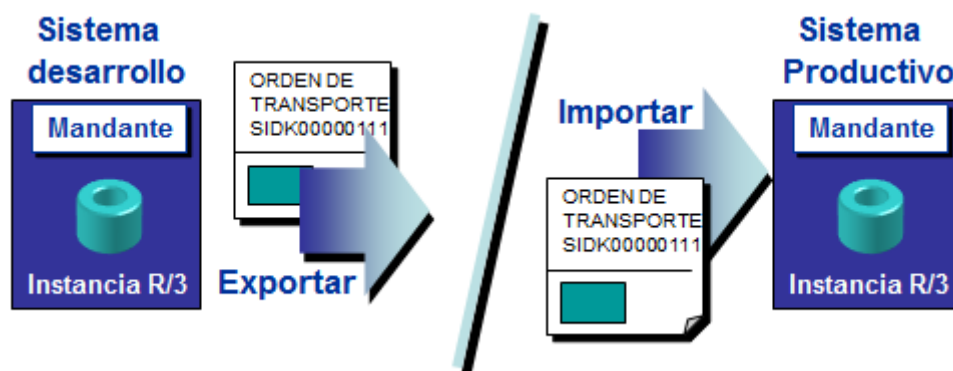 Sistema
desarrollo
Mandante
Instancia R/3
ORDEN DE
TRANSPORTE
SIDK00000111
Exportar
Importar
ORDEN DE
TRANSPORTE
SIDK00000111
Sistema
Productivo
Mandante
Instancia R/3